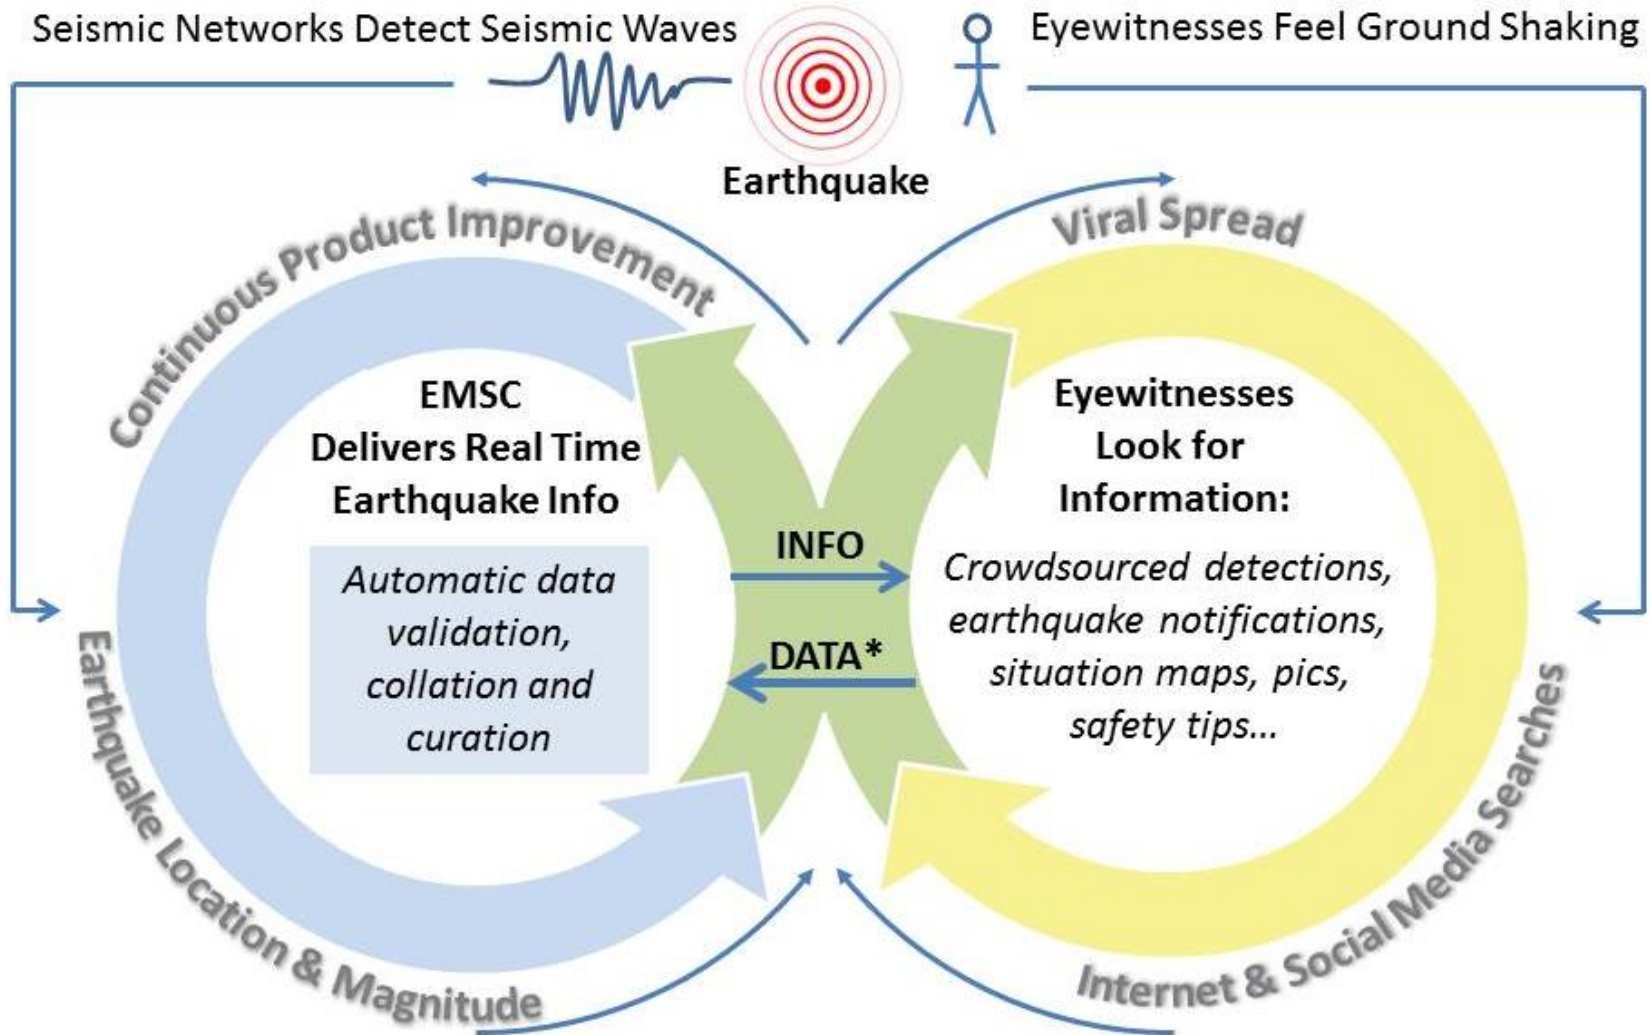 Seismic Networks Detect Seismic Waves
Eyewitnesses Feel Ground Shaking
Earthquake
Continuous Product Improvement
Viral Spread
EMSC
Delivers Real Time
Earthquake Info
Automatic data
validation,
collation and
curation
INFO
DATA*
Eyewitnesses
Look for
Information:
Crowdsourced detections,
earthquake notifications,
situation maps, pics,
safety tips...
Earthquake Location & Magnitude
Internet & Social Media Searches